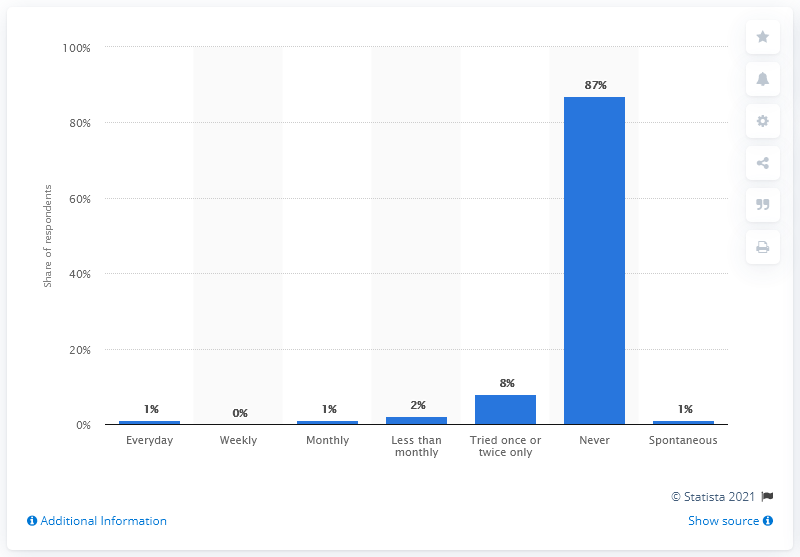 100%
80%
60%
40%
20%
0%
Share of respondents
1%
0%
1%
2%
8%
87%
1%
Everyday
Weekly
Monthly
Less than
monthly
Tried once or
twice only
Never
Spontaneous
© Statista 2021
Additional Information
Show source